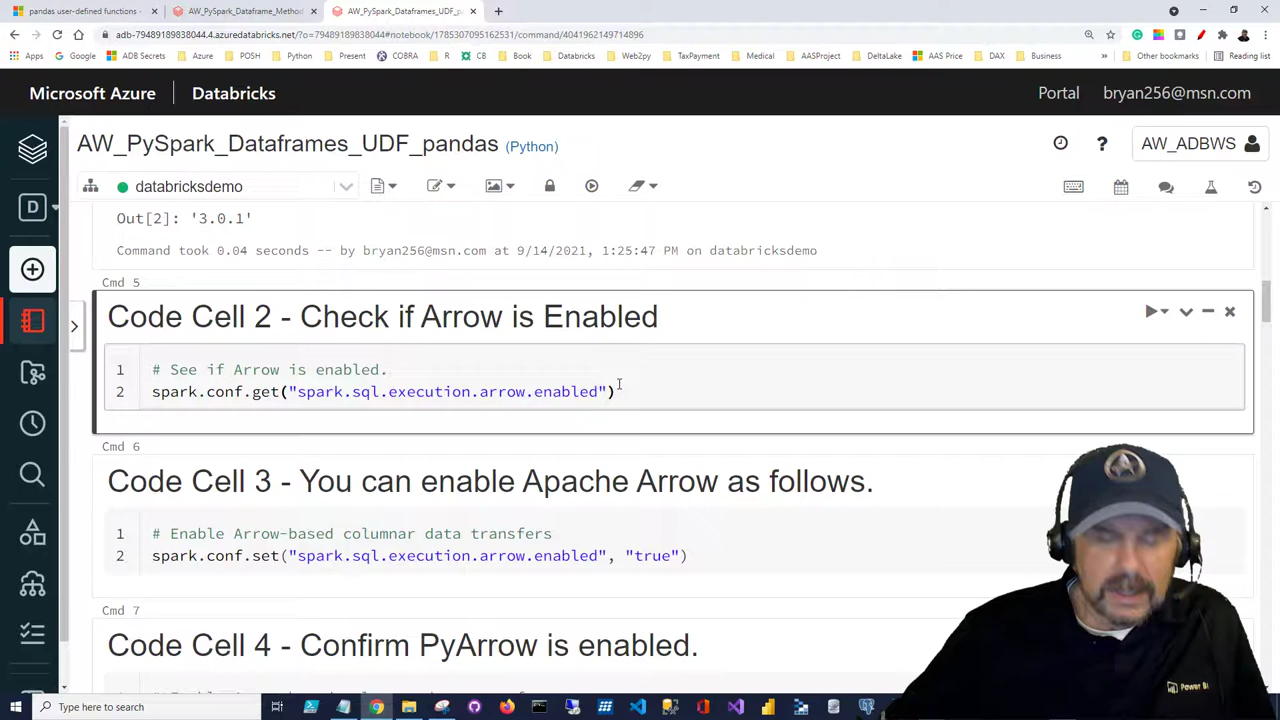 pandas user-defined functions -
AW_PySpark_Dataframe_Method
AW_PySpark_Dataframes_UDF_p
adb-79489189838044.4.azuredatabricks.net/?o=79489189838044#notebook/1785307095162531/command/4041962149714896
Apps Google ADB Secrets Azure POSH Python Present COBRA R CB Book Databricks Web2py TaxPayment Medical AASProject DeltaLake AAS Price DAX Business » Other bookmarks Reading list
Microsoft Azure Databricks Portal bryan256@msn.com
AW_PySpark_Dataframes_UDF_pandas (Python) ? AW_ADBWS
D databricksdemo
Out[2]: '3.0.1'
Command took 0.04 seconds -- by bryan256@msn.com at 9/14/2021, 1:25:47 PM on databricksdemo
Cmd 5
Code Cell 2 - Check if Arrow is Enabled
1 # See if Arrow is enabled.
2 spark.conf.get("spark.sql.execution.arrow.enabled")
Cmd 6
Code Cell 3 - You can enable Apache Arrow as follows.
1 # Enable Arrow-based columnar data transfers
2 spark.conf.set("spark.sql.execution.arrow.enabled", "true")
Cmd 7
Code Cell 4 - Confirm PyArrow is enabled.
Power BI
Type here to search